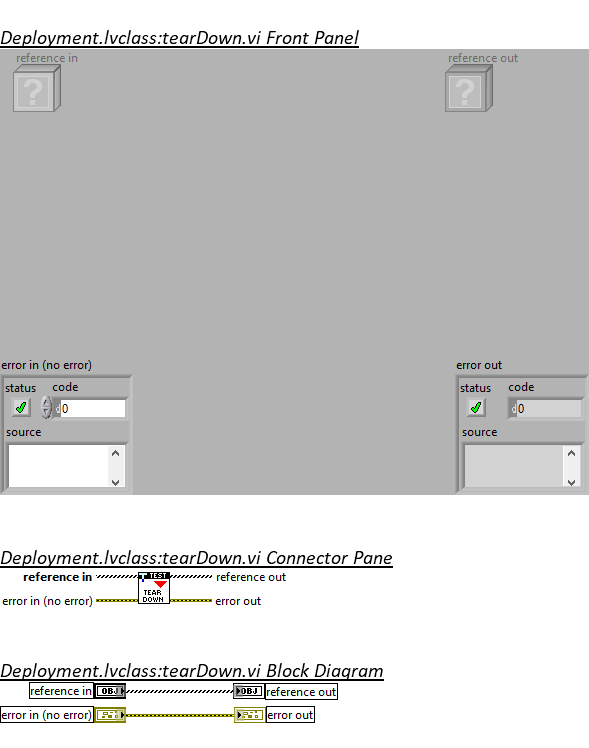 Deployment.lvclass:tearDown.vi Front Panel
reference in reference out
? ?
error in (no error) error out
status code status code
d 0 d 0
source source
Deployment.lvclass:tearDown.vi Connector Pane
reference in TEST reference out
error in (no error) TEAR DOWN error out
Deployment.lvclass:tearDown.vi Block Diagram
reference in OBJ OBJ reference out
error in (no error) error out